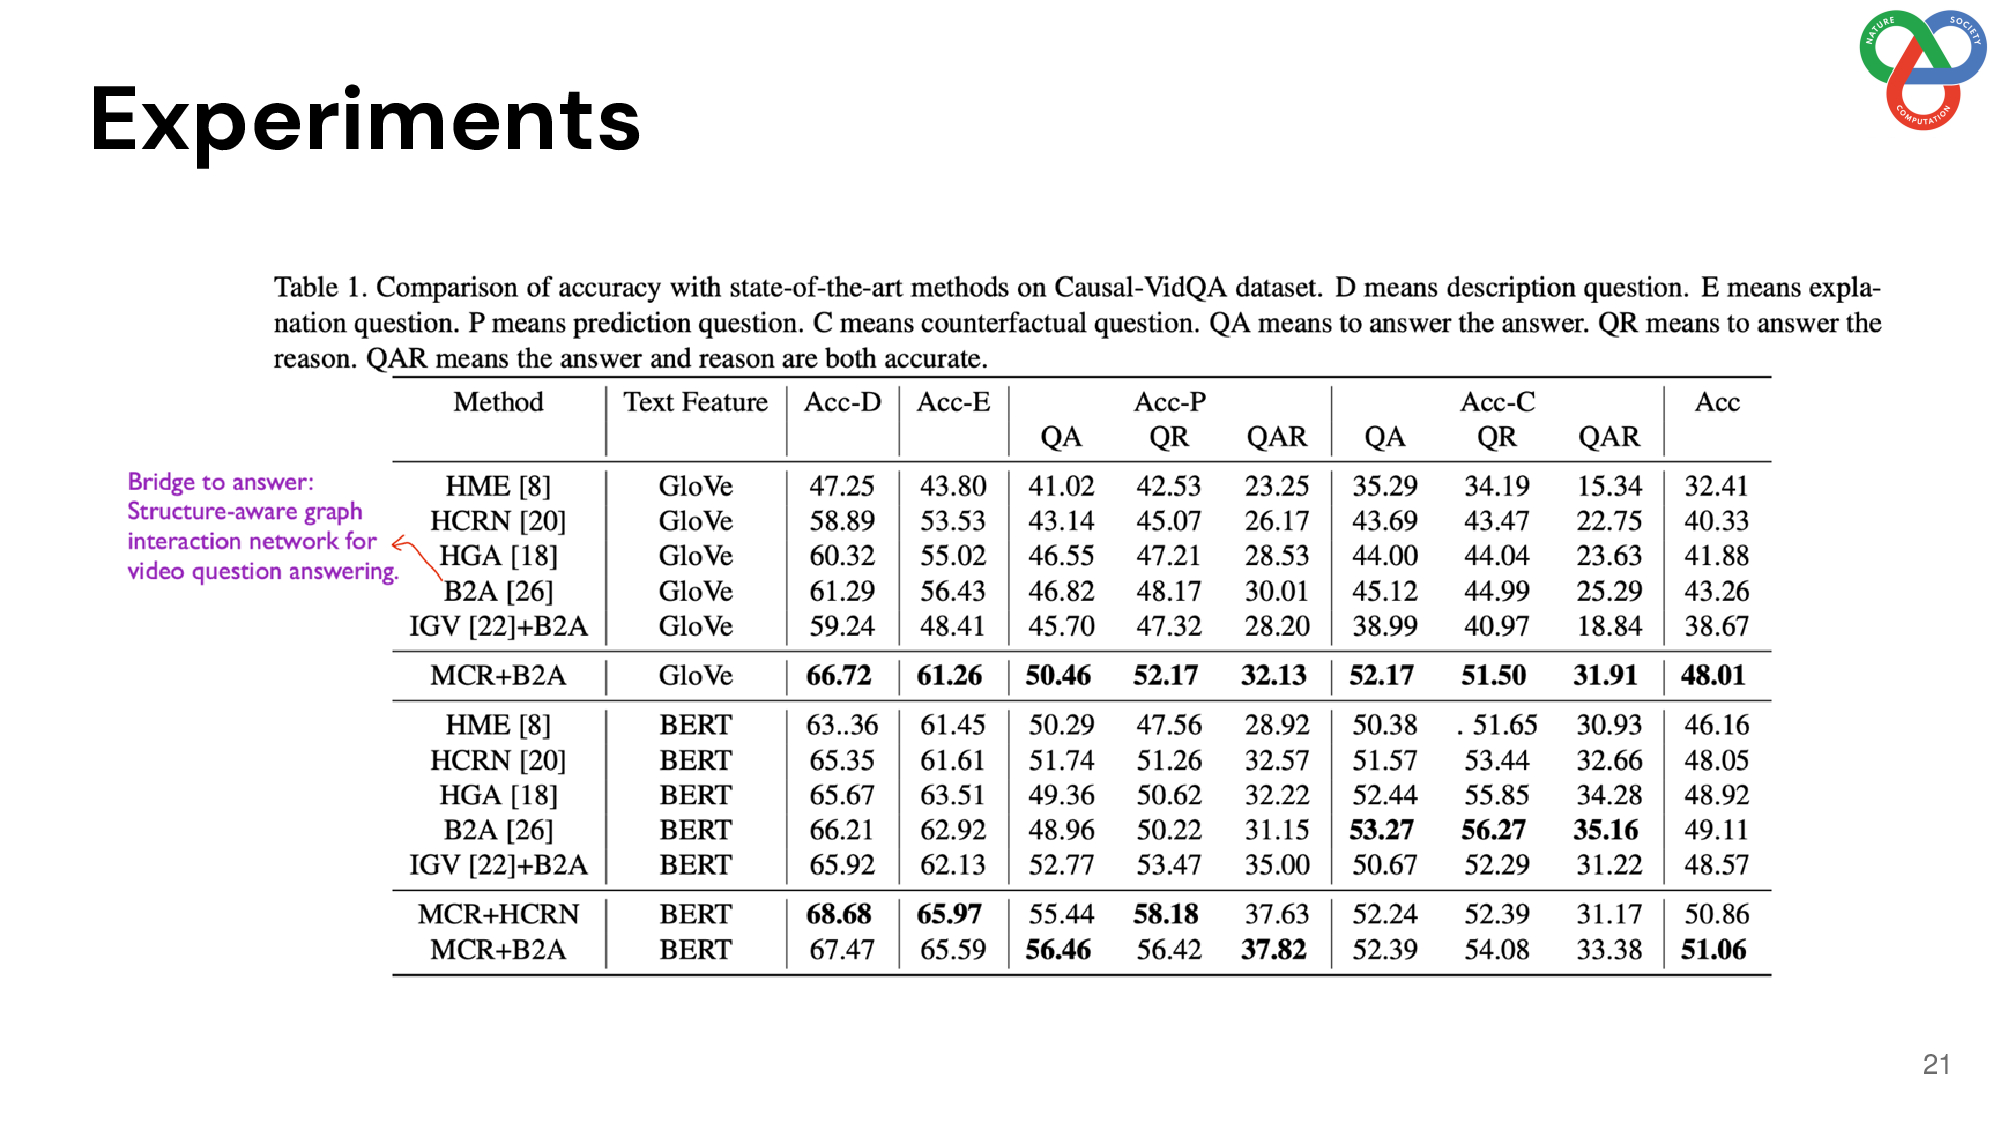 NATURE
SOCIETY
COMPUTATION
Experiments
Table 1. Comparison of accuracy with state-of-the-art methods on Causal-VidQA dataset. D means description question. E means expla-
nation question. P means prediction question. C means counterfactual question. QA means to answer the answer. QR means to answer the
reason. QAR means the answer and reason are both accurate.
Method Text Feature Acc-D Acc-E Acc-P Acc-C Acc
QA QR QAR QA QR QAR
Bridge to answer:
Structure-aware graph
interaction network for
video question answering.
HME [8] GloVe 47.25 43.80 41.02 42.53 23.25 35.29 34.19 15.34 32.41
HCRN [20] GloVe 58.89 53.53 43.14 45.07 26.17 43.69 43.47 22.75 40.33
HGA [18] GloVe 60.32 55.02 46.55 47.21 28.53 44.00 44.04 23.63 41.88
B2A [26] GloVe 61.29 56.43 46.82 48.17 30.01 45.12 44.99 25.29 43.26
IGV [22]+B2A GloVe 59.24 48.41 45.70 47.32 28.20 38.99 40.97 18.84 38.67
MCR+B2A GloVe 66.72 61.26 50.46 52.17 32.13 52.17 51.50 31.91 48.01
HME [8] BERT 63..36 61.45 50.29 47.56 28.92 50.38 . 51.65 30.93 46.16
HCRN [20] BERT 65.35 61.61 51.74 51.26 32.57 51.57 53.44 32.66 48.05
HGA [18] BERT 65.67 63.51 49.36 50.62 32.22 52.44 55.85 34.28 48.92
B2A [26] BERT 66.21 62.92 48.96 50.22 31.15 53.27 56.27 35.16 49.11
IGV [22]+B2A BERT 65.92 62.13 52.77 53.47 35.00 50.67 52.29 31.22 48.57
MCR+HCRN BERT 68.68 65.97 55.44 58.18 37.63 52.24 52.39 31.17 50.86
MCR+B2A BERT 67.47 65.59 56.46 56.42 37.82 52.39 54.08 33.38 51.06
21